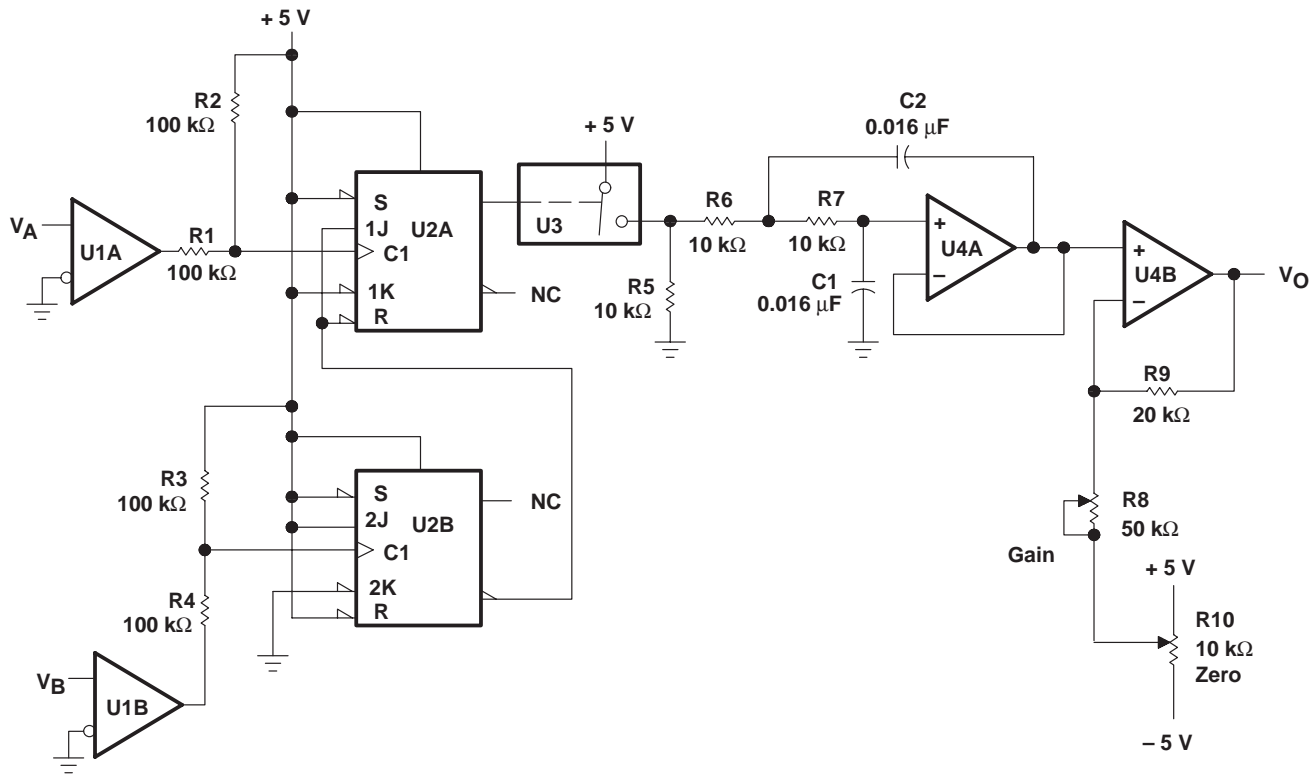 + 5 V
R2
100 kΩ
VA
U1A
R1
100 kΩ
S
1J
C1
1K
R
U2A
NC
+ 5 V
U3
R5
10 kΩ
R6
10 kΩ
C2
0.016 μF
R7
10 kΩ
C1
0.016 μF
+
−
U4A
+
−
U4B
VO
R9
20 kΩ
R8
50 kΩ
Gain
+ 5 V
R10
10 kΩ
Zero
− 5 V
R3
100 kΩ
S
2J
C1
2K
R
U2B
NC
R4
100 kΩ
VB
U1B